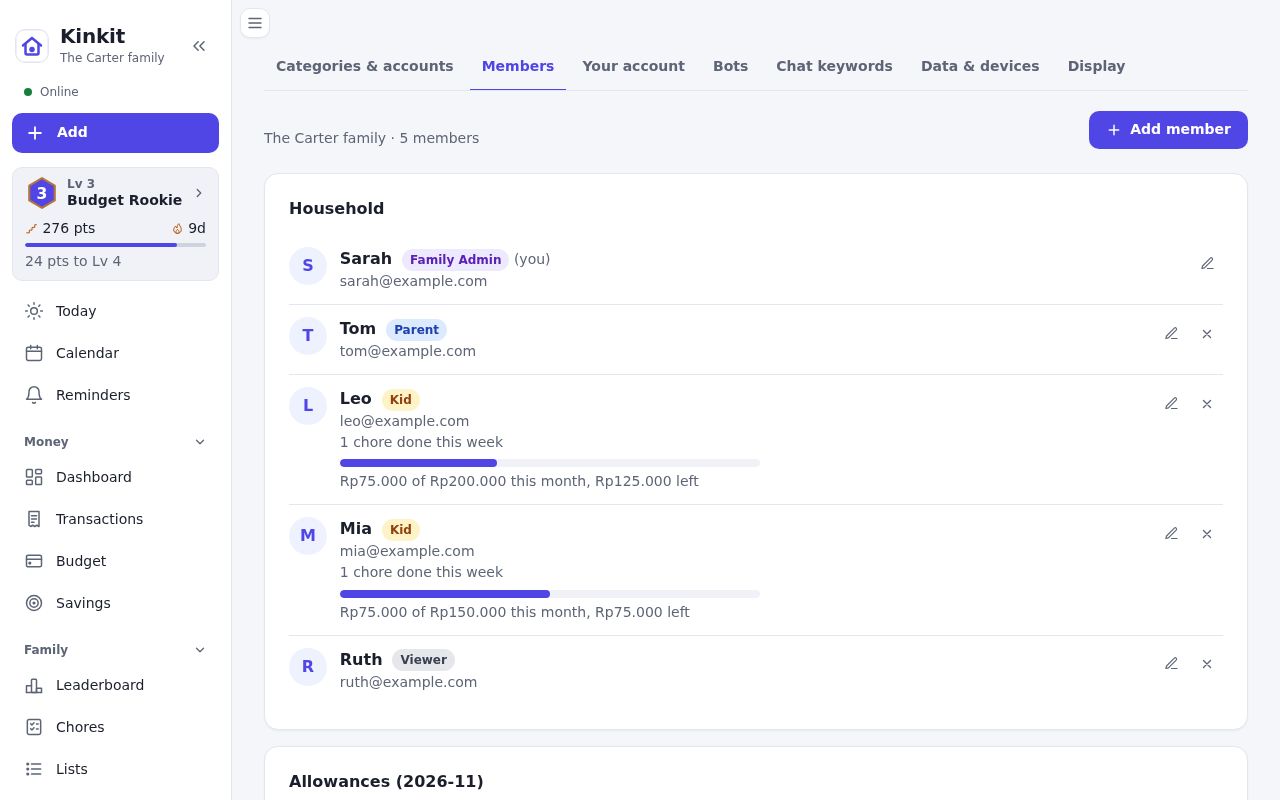 Kinkit
The Carter family
Online
Add
3
Lv 3
Budget Rookie
276 pts
9d
24 pts to Lv 4
Today
Calendar
Reminders
Money
Dashboard
Transactions
Budget
Savings
Family
Leaderboard
Chores
Lists
Categories & accounts
Members
Your account
Bots
Chat keywords
Data & devices
Display
The Carter family · 5 members
Add member
Household
S
Sarah Family Admin (you)
sarah@example.com
T
Tom Parent
tom@example.com
L
Leo Kid
leo@example.com
1 chore done this week
Rp75.000 of Rp200.000 this month, Rp125.000 left
M
Mia Kid
mia@example.com
1 chore done this week
Rp75.000 of Rp150.000 this month, Rp75.000 left
R
Ruth Viewer
ruth@example.com
Allowances (2026-11)